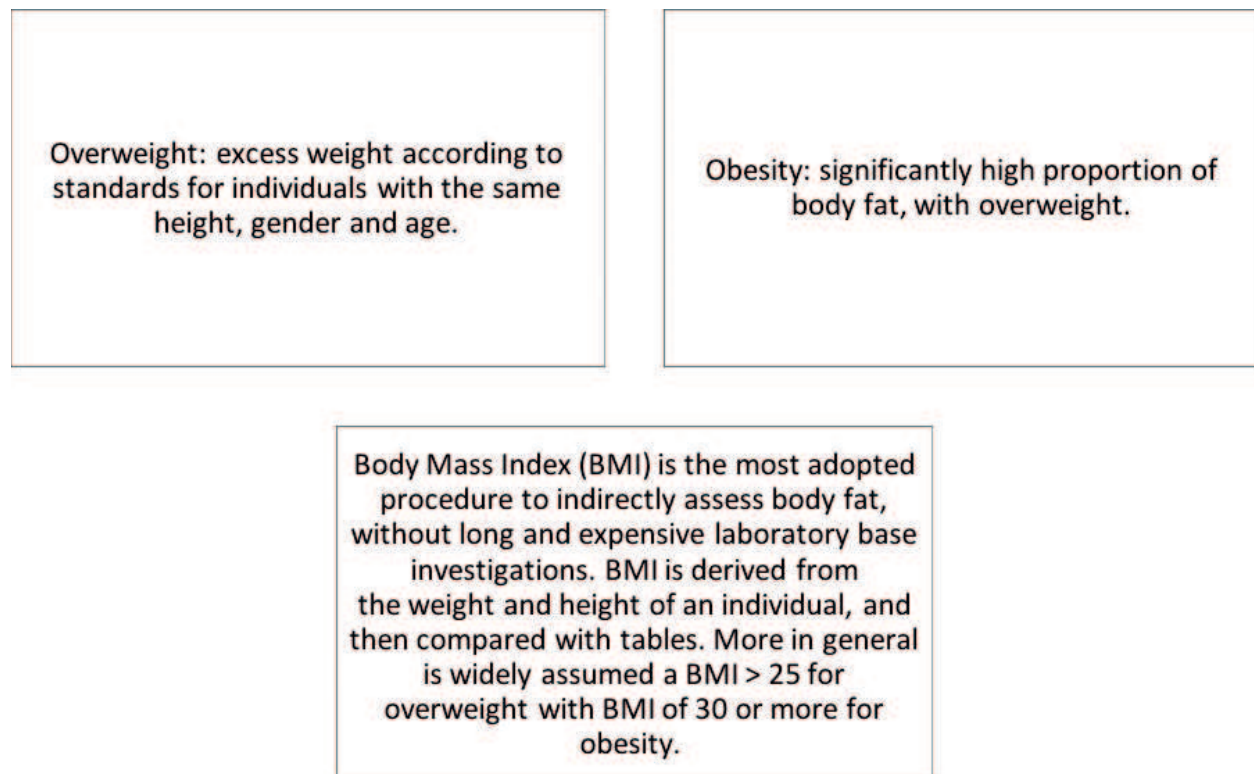 Overweight: excess weight according to
standards for individuals with the same
height, gender and age.
Obesity: significantly high proportion of
body fat, with overweight.
Body Mass Index (BMI) is the most adopted
procedure to indirectly assess body fat,
without long and expensive laboratory base
investigations. BMI is derived from
the weight and height of an individual, and
then compared with tables. More in general
is widely assumed a BMI > 25 for
overweight with BMI of 30 or more for
obesity.